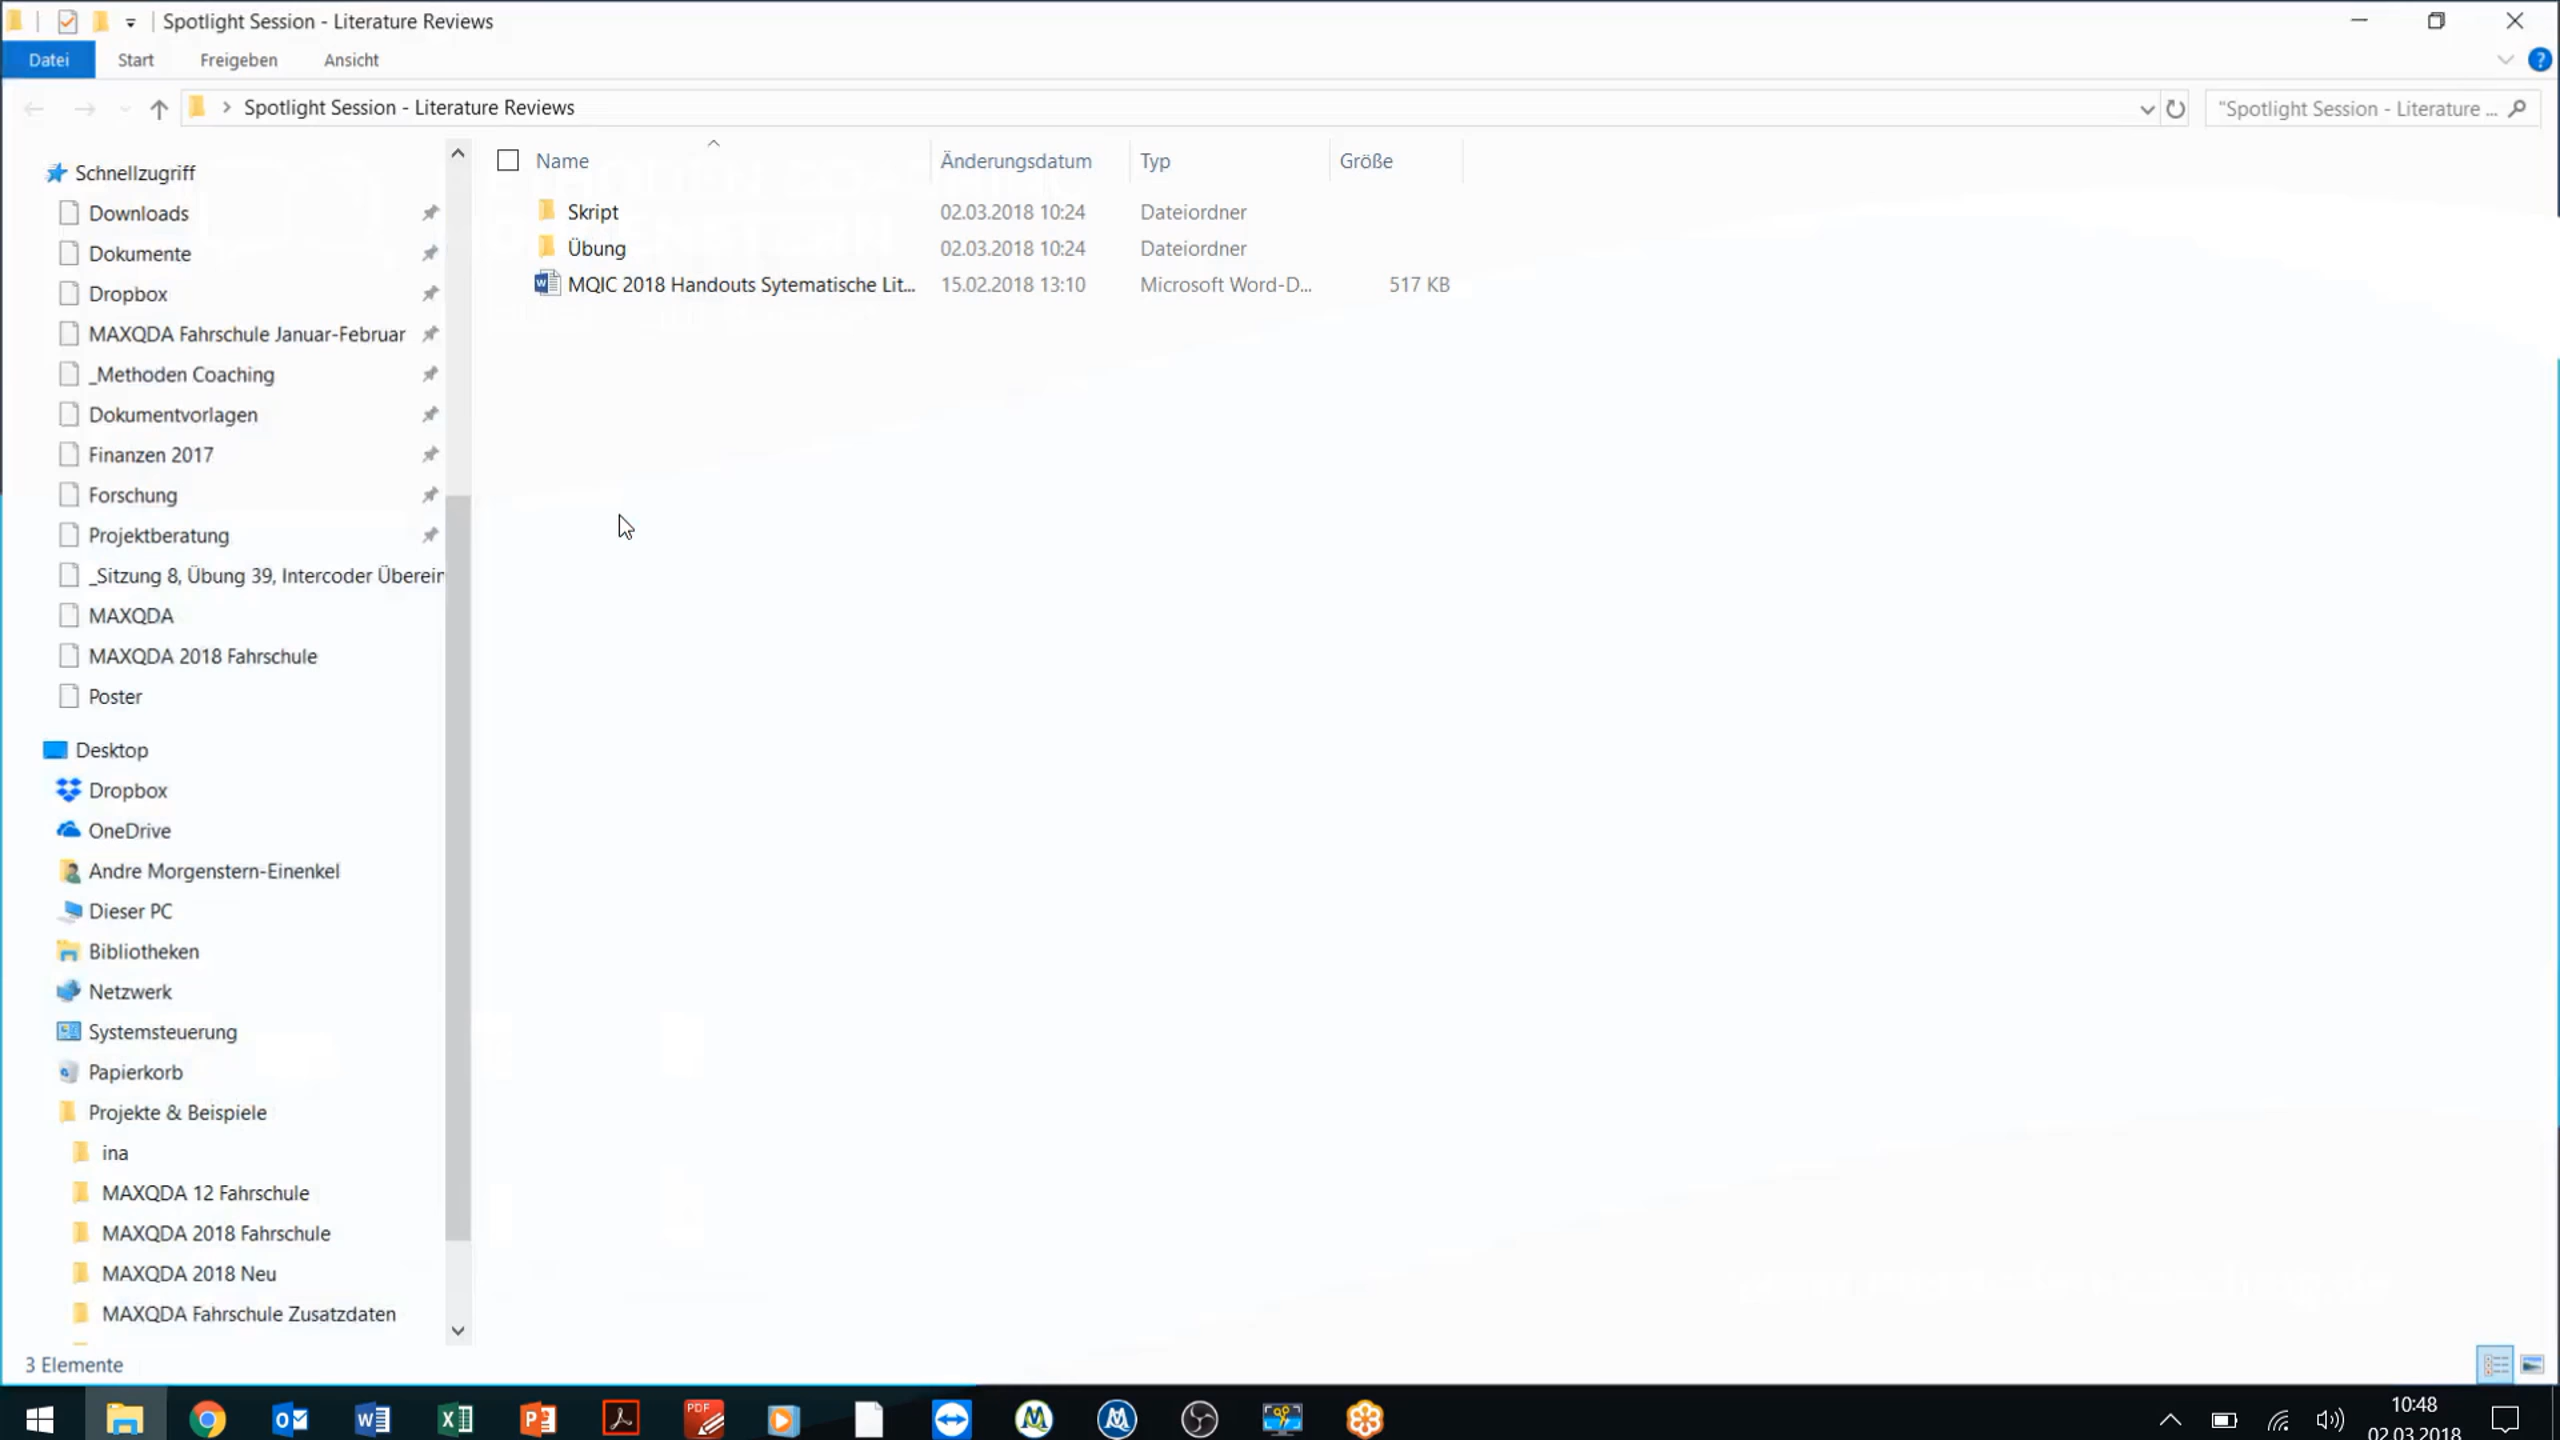 Spotlight Session - Literature Reviews
Datei Start Freigeben Ansicht
Spotlight Session - Literature Reviews
"Spotlight Session - Literature ...
Name Änderungsdatum Typ Größe
Skript 02.03.2018 10:24 Dateiordner
Übung 02.03.2018 10:24 Dateiordner
MQIC 2018 Handouts Sytematische Lit... 15.02.2018 13:10 Microsoft Word-D... 517 KB
Schnellzugriff
Downloads
Dokumente
Dropbox
MAXQDA Fahrschule Januar-Februar
_Methoden Coaching
Dokumentvorlagen
Finanzen 2017
Forschung
Projektberatung
_Sitzung 8, Übung 39, Intercoder Überein
MAXQDA
MAXQDA 2018 Fahrschule
Poster
Desktop
Dropbox
OneDrive
Andre Morgenstern-Einenkel
Dieser PC
Bibliotheken
Netzwerk
Systemsteuerung
Papierkorb
Projekte & Beispiele
ina
MAXQDA 12 Fahrschule
MAXQDA 2018 Fahrschule
MAXQDA 2018 Neu
MAXQDA Fahrschule Zusatzdaten
3 Elemente
PDF
10:48
02.03.2018